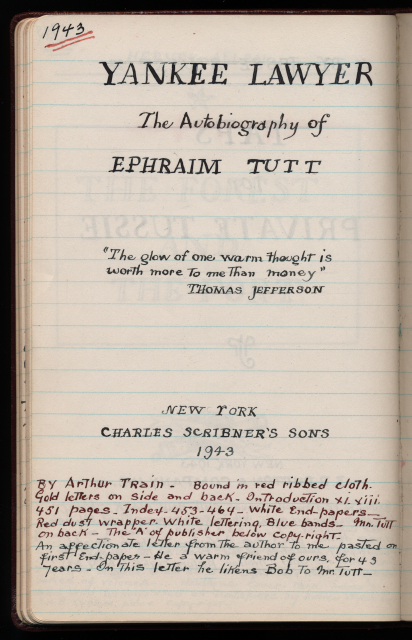 1943
YANKEE LAWYER
The Autobiography of
EPHRAIM TUTT
"The glow of one warm thought is
worth more to me than money"
THOMAS JEFFERSON
NEW YORK
CHARLES SCRIBNER'S SONS
1943
BY Arthur Train - Bound in red ribbed cloth.
Gold letters on side and back. Introduction XI. XIII.
451 pages. Index 453-464 - White End-papers -
Red dust wrapper. White lettering, Blue bands - Mr. Tutt
on back - The "A" of publisher below copy-right.
An affectionate letter from the author to me pasted on
first End-paper - He a warm friend of ours, for 43
years - In this letter he likens Bob to Mr. Tutt -